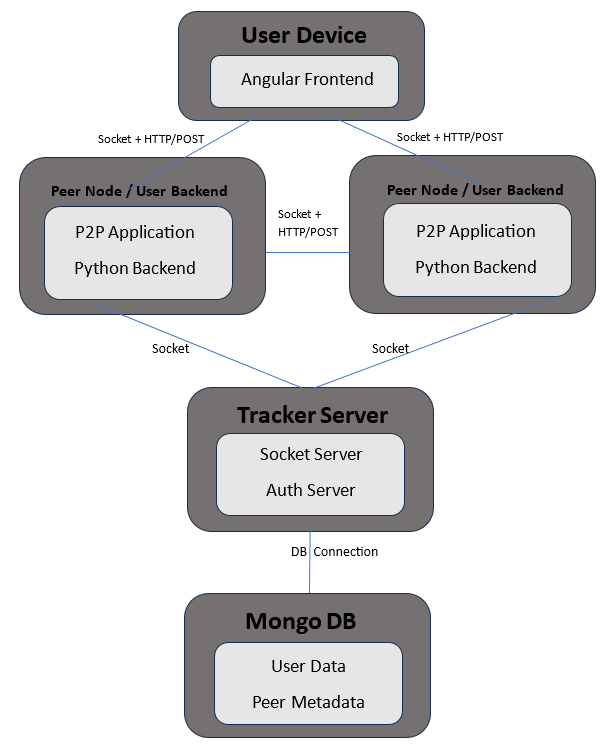 User Device
Angular Frontend
Socket + HTTP/POST
Socket + HTTP/POST
Peer Node / User Backend
P2P Application
Python Backend
Socket +
HTTP/POST
Peer Node / User Backend
P2P Application
Python Backend
Socket
Socket
Tracker Server
Socket Server
Auth Server
DB Connection
Mongo DB
User Data
Peer Metadata